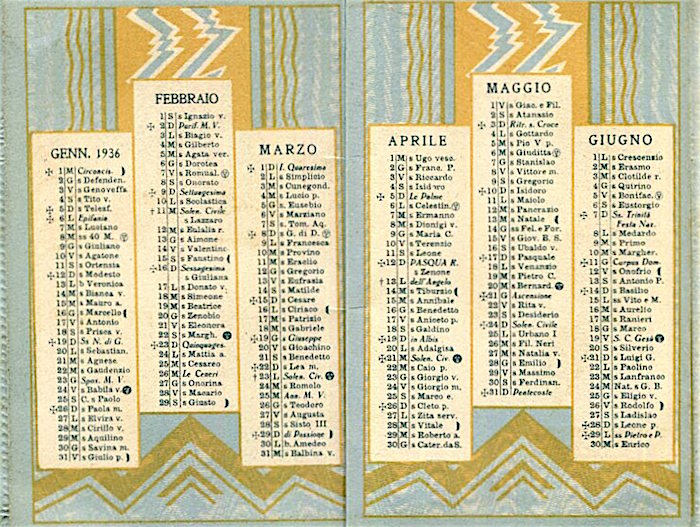 GENN. 1936
✠ 1 M Circoncis. )
2 G s Defenden.
3 V s Genoveffa
4 S s Tito v.
✠ 5 D s Telesf.
✠ 6 L Epifania
7 M s Luciano
8 M ss 40 M.
9 G s Giuliano
10 V s Agatone
11 S s Ortensia
✠12 D s Modesto
13 L b Veronica
14 M s Bianca v.
15 M s Mauro a.
16 G s Marcello (
17 V s Antonio
18 S s Prisca v.
✠19 D Ss N. di G.
20 L s Sebastian.
21 M s Agnese.
22 M s Gaudenzio
23 G Spos. M. V.
24 V s Babila v.
25 S C. s Paolo
✠26 D s Paola m.
27 L s Elvira v.
28 M s Cirillo v.
29 M s Aquilino
30 G s Savina m.
31 V s Giulio p. )
FEBBRAIO
1 S s Ignazio v.
✠ 2 D Purif. M. V.
3 L s Biagio v.
4 M s Gilberto
5 M s Agata ver.
6 G s Dorotea
7 V s Romual.
8 S s Onorato
✠ 9 D Settuagesima
10 L s Scolastica
†11 M Solen. Civile
s Lazzaro
12 M s Eulalia r.
13 G s Aimone
14 V s Valentino
15 S s Faustino (
✠16 D Sessagesima
s Giuliana
17 L s Donato v.
18 M s Simeone
19 M s Beatrice
20 G s Zenobio
21 V s Eleonora
22 S s Margh.
✠23 D Quinquages.
24 L s Mattia a.
25 M s Cesareo
26 M Le Ceneri
27 G s Onorina
28 V s Macario
29 S s Giusto )
MARZO
✠ 1 D I. Quaresima
2 L s Simplicio
3 M s Cunegond.
4 M s Lucio p.
5 G s. Eusebio
6 V s Marziano
7 S s Tom. Aq.
✠ 8 D s G. di D.
9 L s Francesca
10 M s Provino
11 M s Eraclio
12 G s Gregorio
13 V s Eufrasia
14 S s Matilde
✠15 D s Cesare
16 L s Ciriaco (
17 M s Patrizio
18 M s Gabriele
✠19 G s Giuseppe
20 V s Gioachino
21 S s Benedetto
✠22 D s Lea m.
†23 L Solen. Civ.
24 M s Romolo
25 M Ann. M. V.
26 G s Teodoro
27 V s Augusta
28 S s Sisto III
✠29 D di Passione )
30 L b. Amedeo
31 M s Balbina v.
APRILE
1 M s Ugo vesc.
2 G s Franc. P.
3 V s Riccardo
4 S s Isidoro
✠ 5 D Le Palme
6 L s Celestin.
7 M s Ermanno
8 M s Dionigi v.
9 G s Maria C.
10 V s Terenzio
11 S s Leone
✠12 D PASQUA R.
s Zenone
†13 L dell'Angelo
14 M s Tiburzio (
15 M s Annibale
16 G s Benedetto
17 V s Aniceto p.
18 S s Galdino
✠19 D in Albis
20 L s Adalgisa
✠21 M Solen. Civ.
22 M s Caio p.
23 G s Giorgio v.
24 M s Giorgio m.
25 S s Marco e.
✠26 D s Cleto p.
27 L s Zita serv.
28 M s Vitale )
29 M s Roberto a.
30 G s Cater. da S.
MAGGIO
1 V s Giac. e Fil.
2 S s Atanasio
✠ 3 D Ritr. s. Croce
4 L s Gottardo
5 M s Pio V p.
6 M s Giuditta
7 G s Stanislao
8 V s Vittore m.
9 S s Gregorio
✠10 D s Isidoro
11 L s Maiolo
12 M s Pancrazio
13 M s Natale (
14 G ss Fel. e For.
15 V s Giov. B. S.
16 S s Ubaldo v.
✠17 D s Pasquale
18 L s Venanzio
19 M s Pietro C.
20 M s Bernard.
✠21 G Ascensione
22 V s Rita v.
23 S s Desiderio
✠24 D Solen. Civile
25 L s Urbano I
26 M s Fil. Neri
27 M s Natalia v.
28 G s Emilio )
29 V s Massimo
30 S s Ferdinan.
✠31 D Pentecoste
GIUGNO
1 L s Crescenzio
2 M s Erasmo
3 M s Clotilde r.
4 G s Quirino
5 V s Bonifac.
6 S s Eustorgio
✠ 7 D Ss. Trinità
Festa Naz.
8 L s Medardo
9 M s Primo
10 M s Margher.
✠11 G Corpus Dom.
12 V s Onofrio (
13 S s Antonio P.
✠14 D s Basilio
15 L ss Vito e M.
16 M s Aurelio
17 M s Ranieri
18 G s Marco
19 V S. C. Gesù
20 S s Silverio
✠21 D s Luigi G.
22 L s Paolino
23 M s Lanfranco
24 M Nat. s G. B.
25 G s Eligio v.
26 V s Rodolfo )
27 S s Ladislao
✠28 D s Leone p.
✠29 L ss Pietro e P.
30 M s Enrico